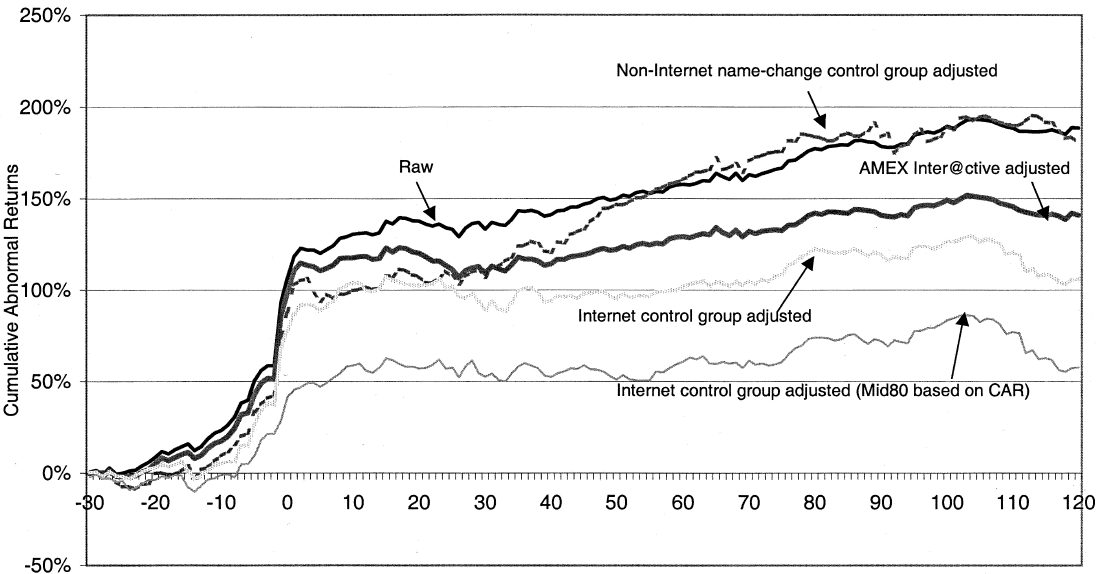 250%
Non-Internet name-change control group adjusted
200%
Raw
AMEX Inter@ctive adjusted
150%
Cumulative Abnormal Returns
100%
Internet control group adjusted
50%
Internet control group adjusted (Mid80 based on CAR)
0%
-30 -20 -10 0 10 20 30 40 50 60 70 80 90 100 110 120
-50%